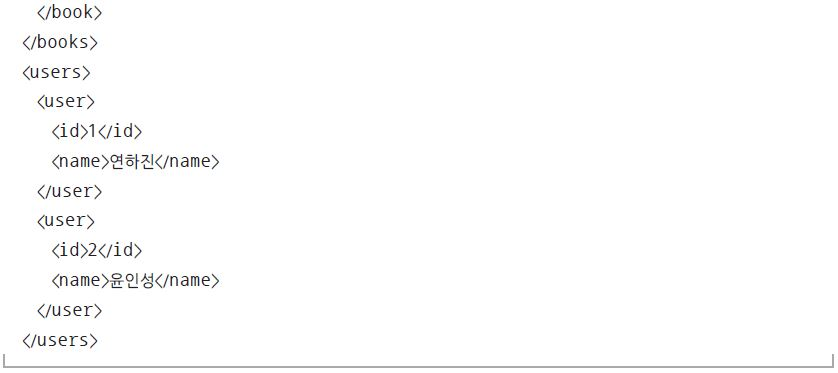 </book>
</books>
<users>
<user>
<id>1</id>
<name>연하진</name>
</user>
<user>
<id>2</id>
<name>윤인성</name>
</user>
</users>